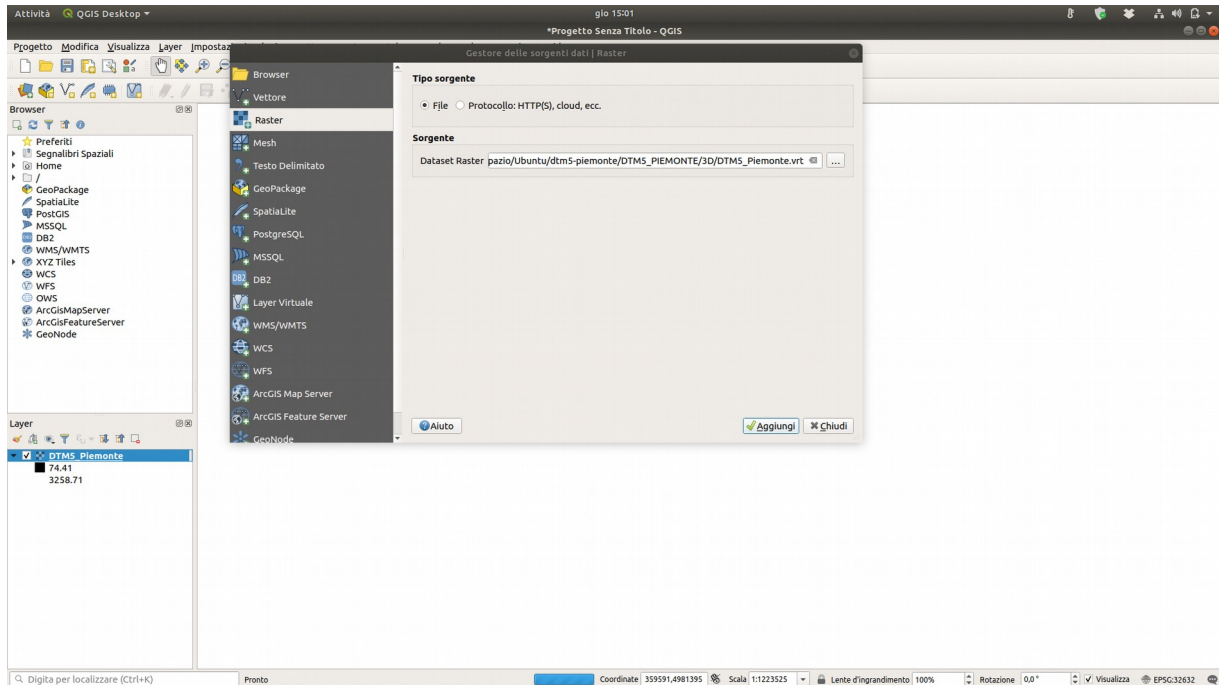 Attività QGIS Desktop gio 15:01
*Progetto Senza Titolo - QGIS
Progetto Modifica Visualizza Layer Impostaz
Gestore delle sorgenti dati | Raster
Browser
Preferiti
Segnalibri Spaziali
Home
/
GeoPackage
SpatiaLite
PostGIS
MSSQL
DB2
WMS/WMTS
XYZ Tiles
WCS
WFS
OWS
ArcGisMapServer
ArcGisFeatureServer
GeoNode
Layer
DTM5_Piemonte
74.41
3258.71
Browser
Vettore
Raster
Mesh
Testo Delimitato
GeoPackage
SpatiaLite
PostgreSQL
MSSQL
DB2
Layer Virtuale
WMS/WMTS
WCS
WFS
ArcGIS Map Server
ArcGIS Feature Server
GeoNode
Tipo sorgente
File Protocollo: HTTP(S), cloud, ecc.
Sorgente
Dataset Raster pazio/Ubuntu/dtm5-piemonte/DTM5_PIEMONTE/3D/DTM5_Piemonte.vrt ...
Aiuto Aggiungi Chiudi
Digita per localizzare (Ctrl+K) Pronto Coordinate 359591,4981395 Scala 1:1223525 Lente d'ingrandimento 100% Rotazione 0,0 ° Visualizza EPSG:32632